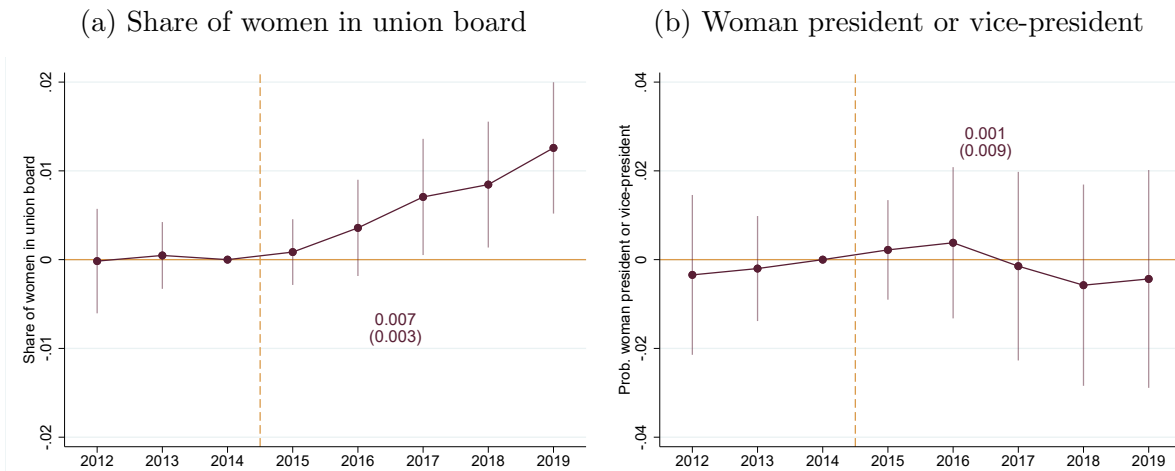 (a) Share of women in union board
Share of women in union board
.02
.01
0
-.01
-.02
0.007
(0.003)
2012 2013 2014 2015 2016 2017 2018 2019
(b) Woman president or vice-president
Prob. woman president or vice-president
.04
.02
0
-.02
-.04
0.001
(0.009)
2012 2013 2014 2015 2016 2017 2018 2019